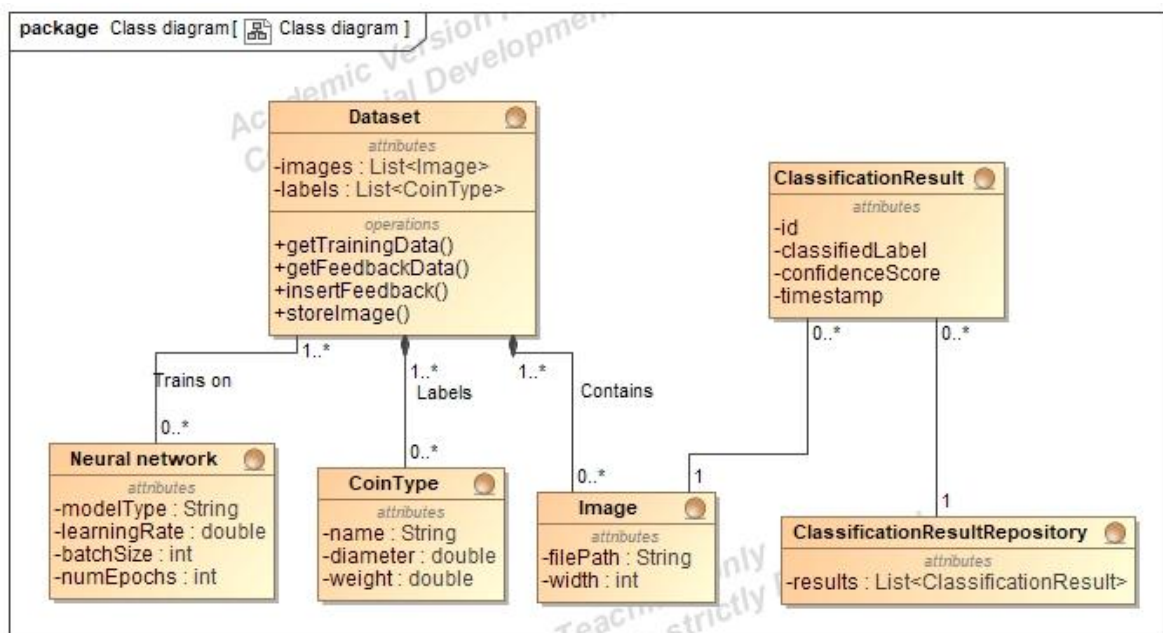 package Class diagram [ Class diagram ]
Academic Version
Development
Dataset
attributes
-images : List<Image>
-labels : List<CoinType>
operations
+getTrainingData()
+getFeedbackData()
+insertFeedback()
+storeImage()
ClassificationResult
attributes
-id
-classifiedLabel
-confidenceScore
-timestamp
1..*
1..*
1..*
0..*
0..*
Trains on
Labels
Contains
0..*
0..*
0..*
1
1
Neural network
attributes
-modelType : String
-learningRate : double
-batchSize : int
-numEpochs : int
CoinType
attributes
-name : String
-diameter : double
-weight : double
Image
attributes
-filePath : String
-width : int
ClassificationResultRepository
attributes
-results : List<ClassificationResult>